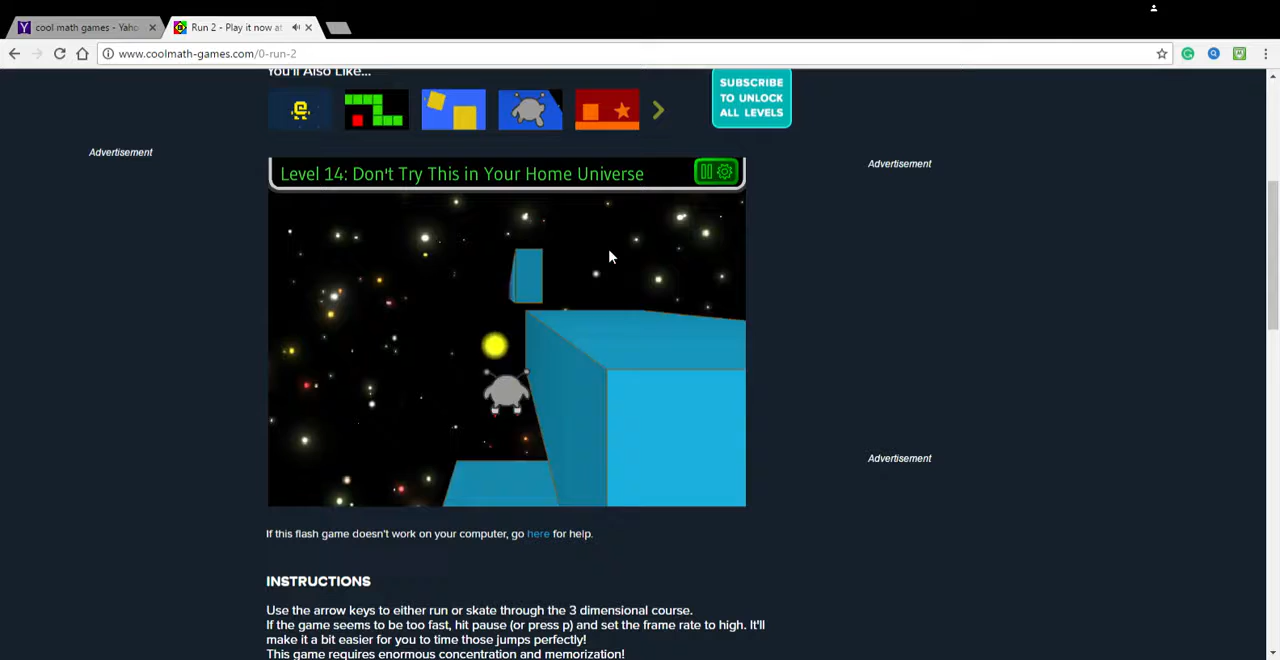 cool math games - Yaho
Run 2 - Play it now at
www.coolmath-games.com/0-run-2
You'll Also Like...
SUBSCRIBE
TO UNLOCK
ALL LEVELS
Advertisement
Advertisement
Level 14: Don't Try This in Your Home Universe
Advertisement
If this flash game doesn't work on your computer, go here for help.
INSTRUCTIONS
Use the arrow keys to either run or skate through the 3 dimensional course.
If the game seems to be too fast, hit pause (or press p) and set the frame rate to high. It'll
make it a bit easier for you to time those jumps perfectly!
This game requires enormous concentration and memorization!